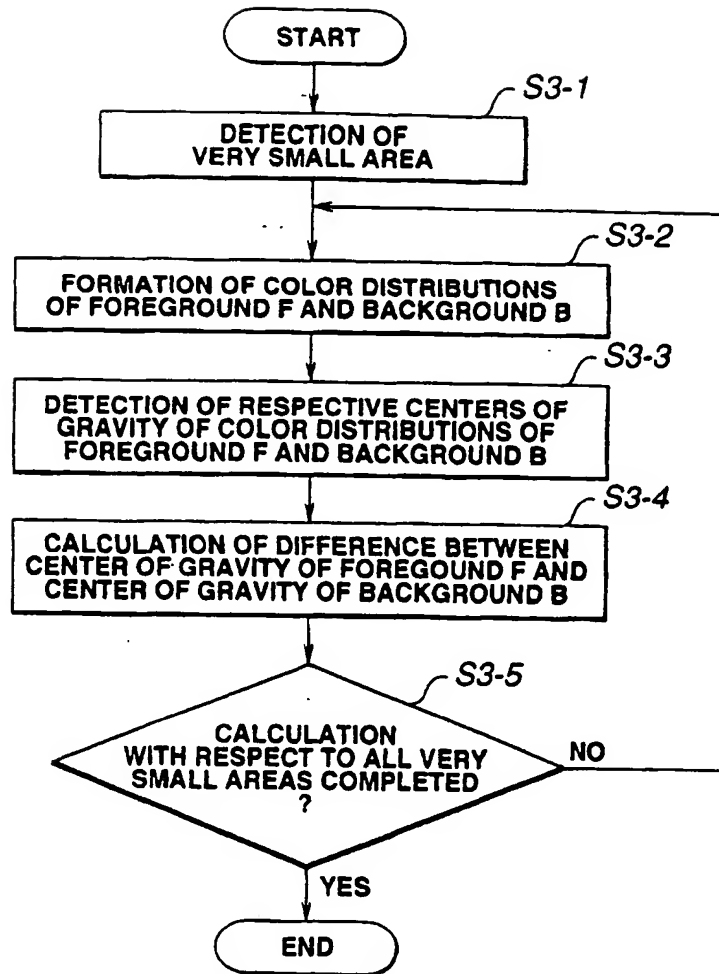 START
S3-1
DETECTION OF
VERY SMALL AREA
S3-2
FORMATION OF COLOR DISTRIBUTIONS
OF FOREGROUND F AND BACKGROUND B
S3-3
DETECTION OF RESPECTIVE CENTERS OF
GRAVITY OF COLOR DISTRIBUTIONS OF
FOREGROUND F AND BACKGROUND B
S3-4
CALCULATION OF DIFFERENCE BETWEEN
CENTER OF GRAVITY OF FOREGOUND F AND
CENTER OF GRAVITY OF BACKGROUND B
S3-5
CALCULATION
WITH RESPECT TO ALL VERY
SMALL AREAS COMPLETED
?
NO
YES
END